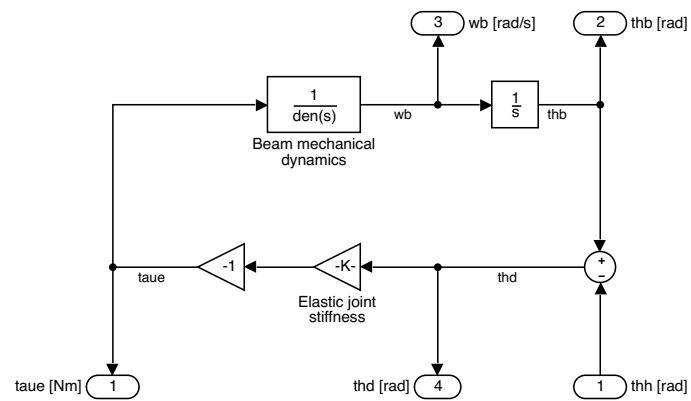 3 wb [rad/s]
2 thb [rad]
1
den(s)
wb
1
s
thb
Beam mechanical
dynamics
+
−
taue
-1
-K-
thd
Elastic joint
stiffness
taue [Nm] 1
thd [rad] 4
1 thh [rad]